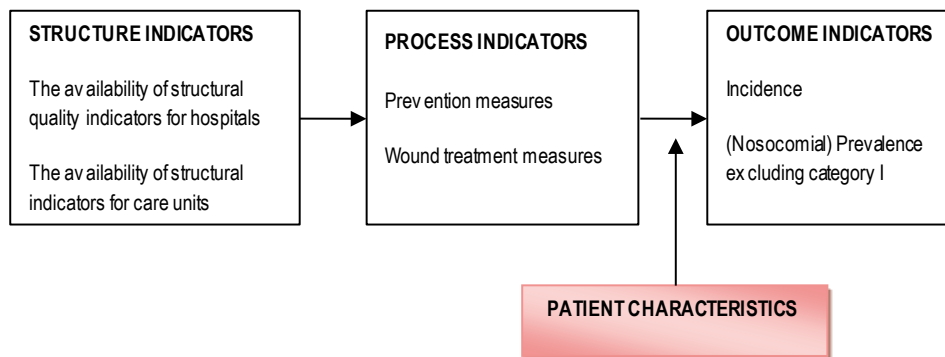 STRUCTURE INDICATORS
The availability of structural
quality indicators for hospitals
The availability of structural
indicators for care units
PROCESS INDICATORS
Prevention measures
Wound treatment measures
OUTCOME INDICATORS
Incidence
(Nosocomial) Prevalence
excluding category I
PATIENT CHARACTERISTICS